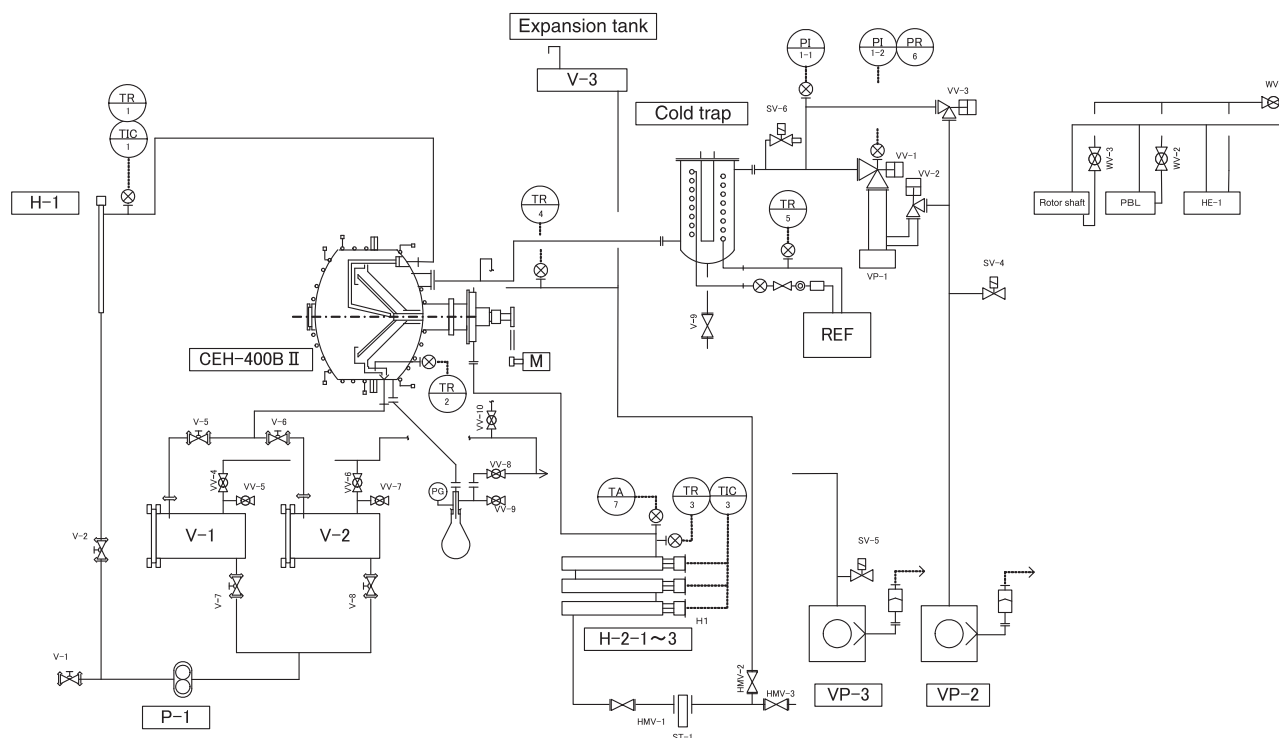 Expansion tank
V-3
PI
1-1
PI
1-2
PR
6
VV-3
WV
TR
1
TIC
1
SV-6
Cold trap
VV-1
VV-2
WV-3
WV-2
H-1
TR
4
TR
5
Rotor shaft
PBL
HE-1
VP-1
SV-4
V-9
REF
CEH-400B Ⅱ
M
TR
2
V-5
V-6
VV-10
VV-4
VV-5
VV-6
VV-7
VV-8
PG
VV-9
TA
7
TR
3
TIC
3
V-1
V-2
V-2
SV-5
V-7
V-8
H1
H-2-1～3
V-1
HMV-2
HMV-3
VP-3
VP-2
P-1
HMV-1
ST-1